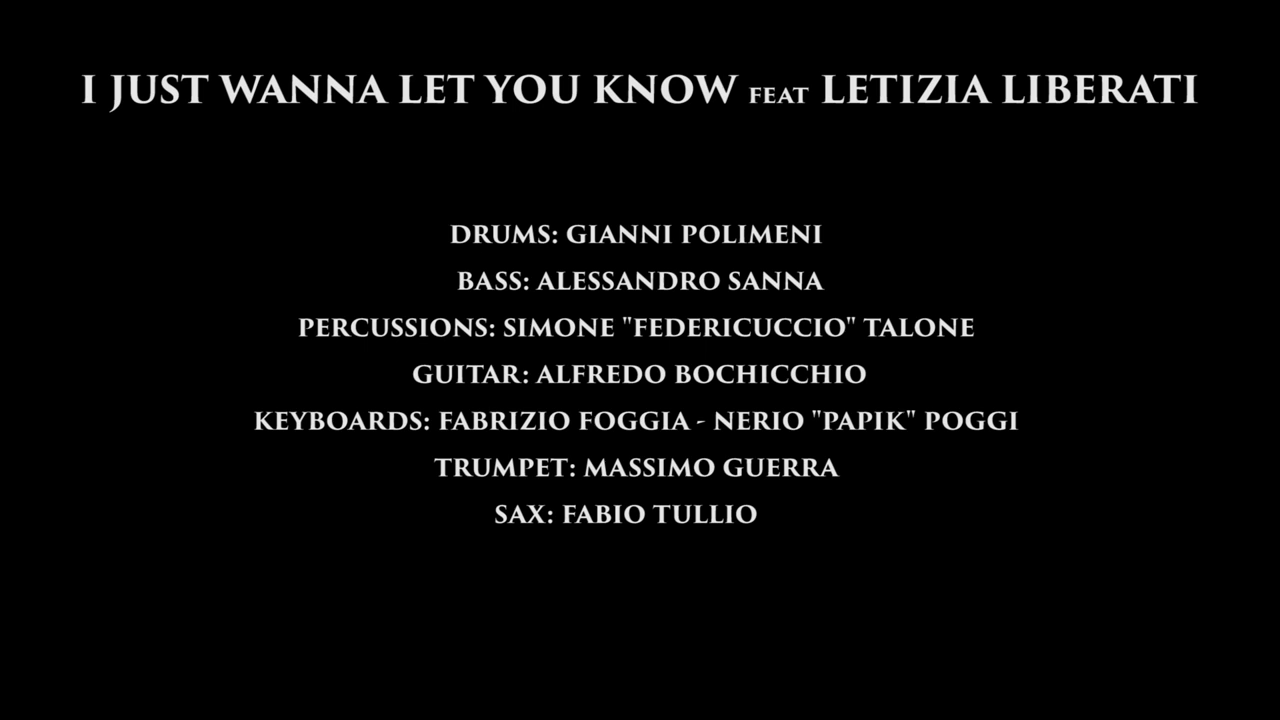 I JUST WANNA LET YOU KNOW FEAT LETIZIA LIBERATI
DRUMS: GIANNI POLIMENI
BASS: ALESSANDRO SANNA
PERCUSSIONS: SIMONE "FEDERICUCCIO" TALONE
GUITAR: ALFREDO BOCHICCHIO
KEYBOARDS: FABRIZIO FOGGIA - NERIO "PAPIK" POGGI
TRUMPET: MASSIMO GUERRA
SAX: FABIO TULLIO